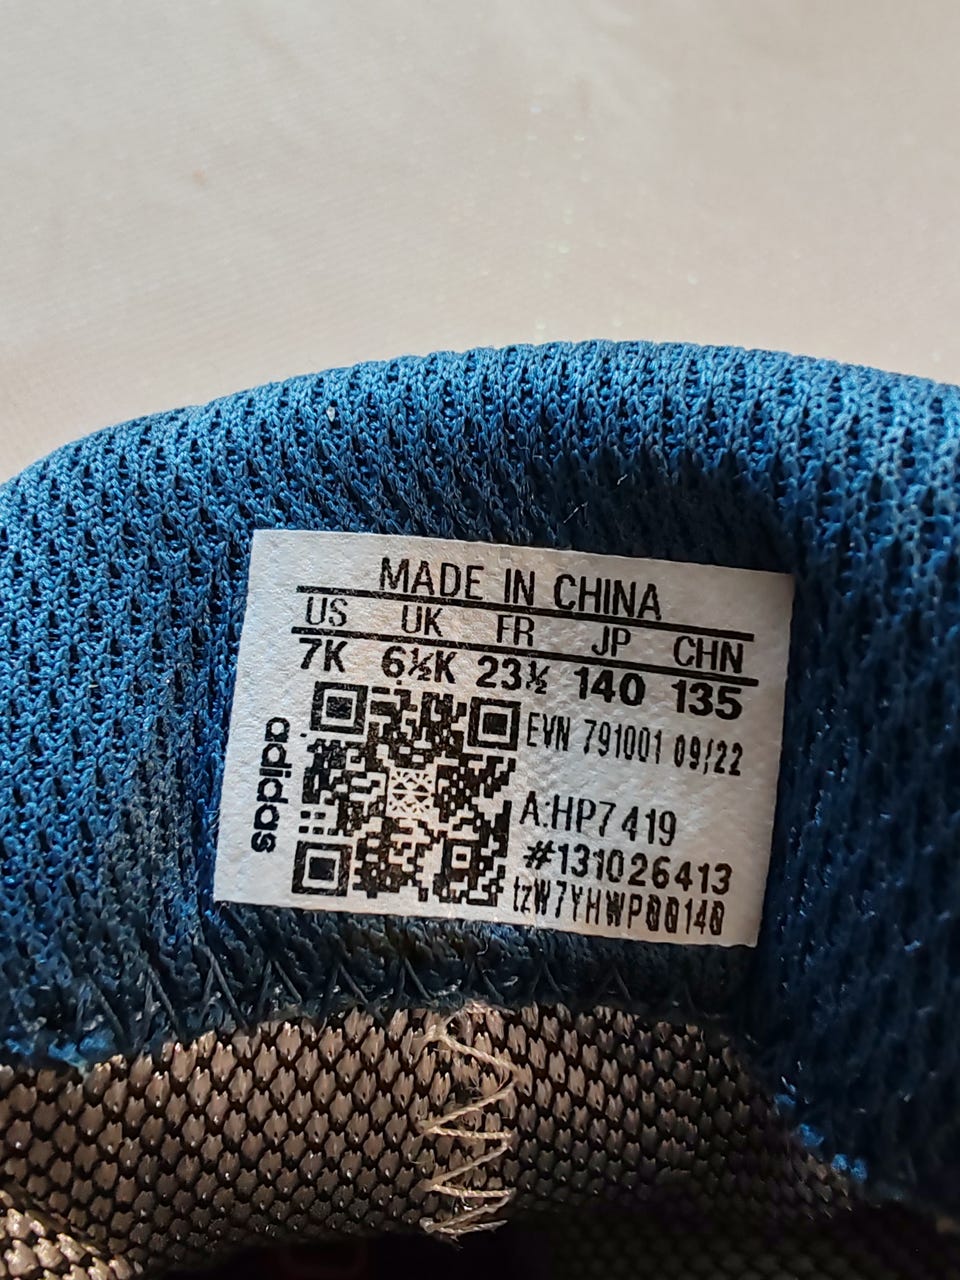 MADE IN CHINA
US UK FR JP CHN
7K 6½K 23½ 140 135
EVN 791001 09/22
A:HP7419
#131026413
tzW7YHWP00140
adidas